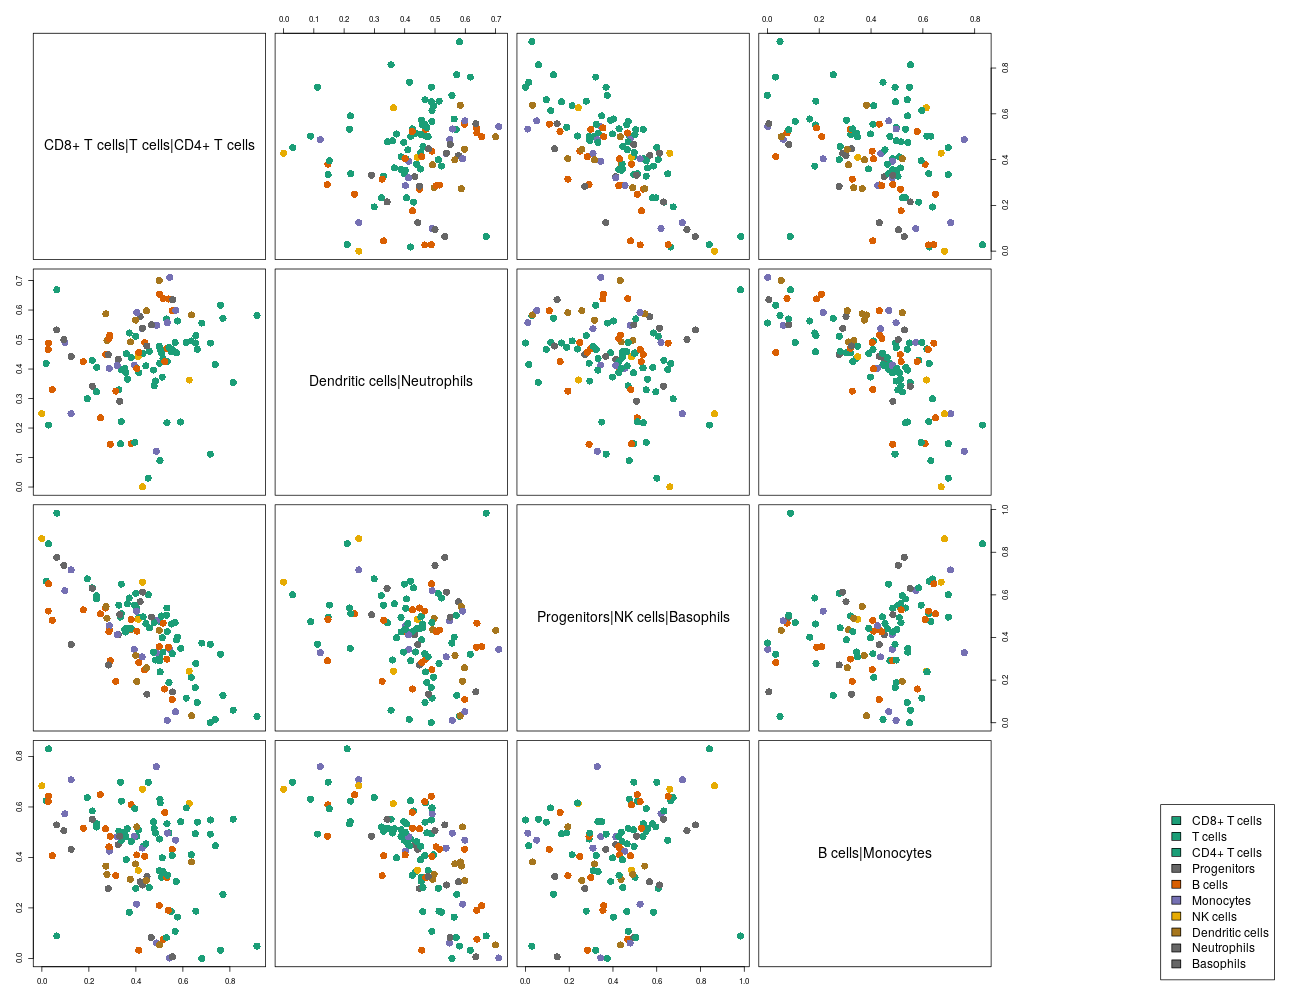 0.0 0.1 0.2 0.3 0.4 0.5 0.6 0.7
0.0 0.2 0.4 0.6 0.8
CD8+ T cells|T cells|CD4+ T cells
0.0 0.2 0.4 0.6 0.8
0.0 0.1 0.2 0.3 0.4 0.5 0.6 0.7
Dendritic cells|Neutrophils
Progenitors|NK cells|Basophils
0.0 0.2 0.4 0.6 0.8 1.0
0.0 0.2 0.4 0.6 0.8
B cells|Monocytes
0.0 0.2 0.4 0.6 0.8
0.0 0.2 0.4 0.6 0.8 1.0
CD8+ T cells
T cells
CD4+ T cells
Progenitors
B cells
Monocytes
NK cells
Dendritic cells
Neutrophils
Basophils